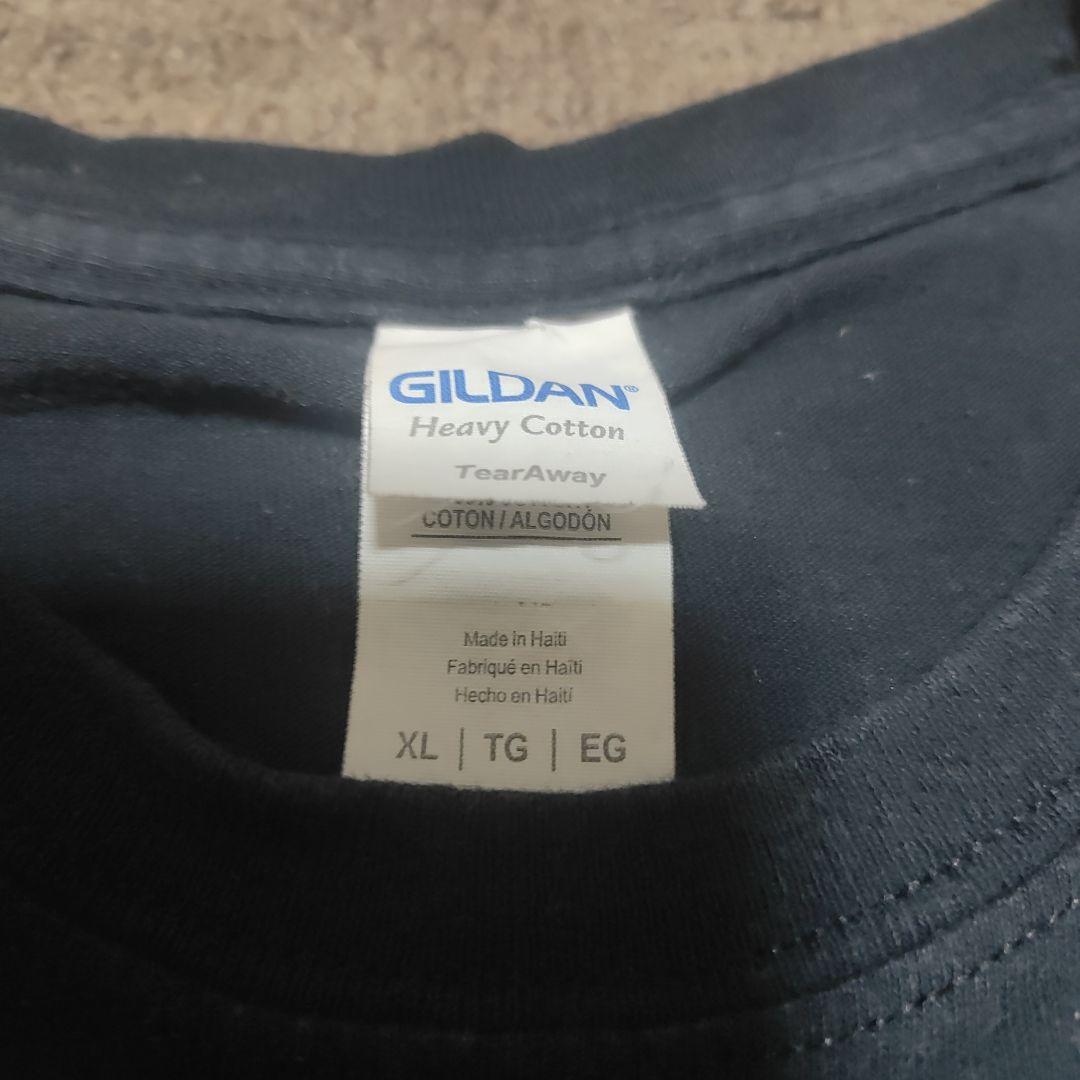 GILDAN®
Heavy Cotton
TearAway
COTON / ALGODÓN
Made in Haiti
Fabriqué en Haïti
Hecho en Haití
XL | TG | EG